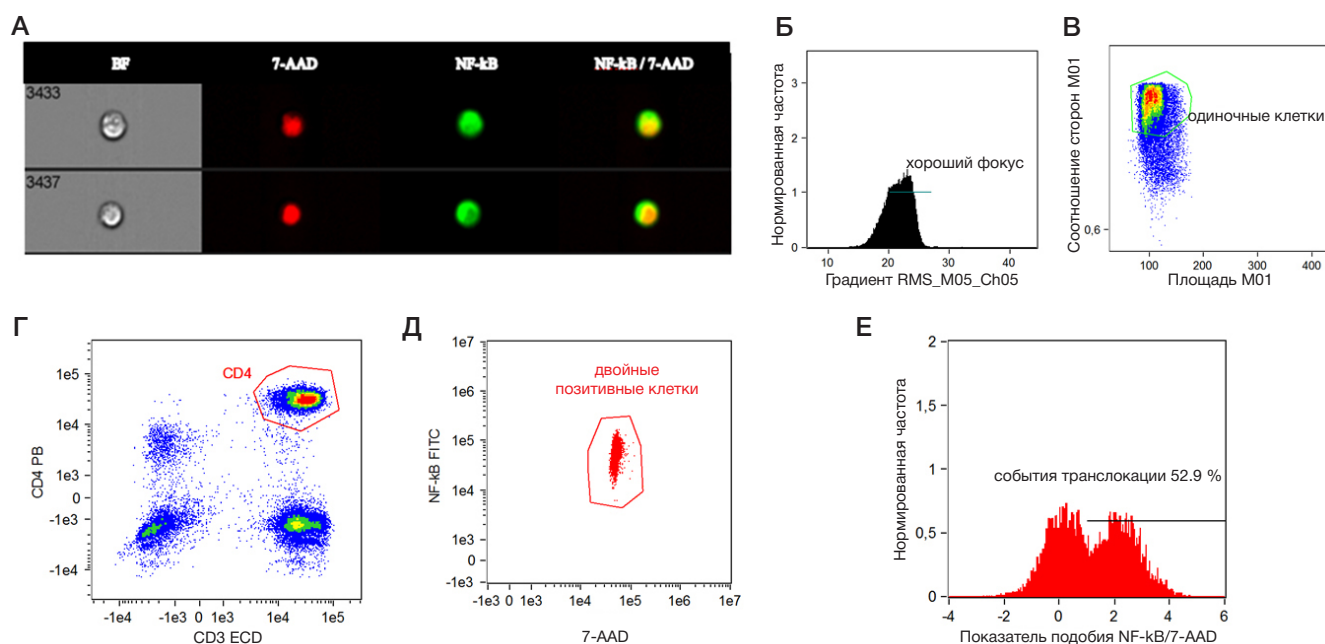 А
BF 7-AAD NF-kB NF-kB / 7-AAD
3433
3437
Б
Нормированная частота
3
2
1
0
хороший фокус
10 20 30 40
Градиент RMS_M05_Ch05
В
Соотношение сторон M01
0,6
одиночные клетки
100 200 300 400
Площадь M01
Г
CD4 PB
1e5
1e4
1e3
0
-1e3
-1e4
CD4
-1e4 -1e3 0 1e3 1e4 1e5
CD3 ECD
Д
NF-kB FITC
1e7
1e6
1e5
1e4
1e3
0
-1e3
двойные
позитивные клетки
-1e3 0 1e3 1e4 1e5 1e6 1e7
7-AAD
Е
Нормированная частота
2
1,5
1
0,5
0
события транслокации 52.9 %
-4 -2 0 2 4 6
Показатель подобия NF-kB/7-AAD